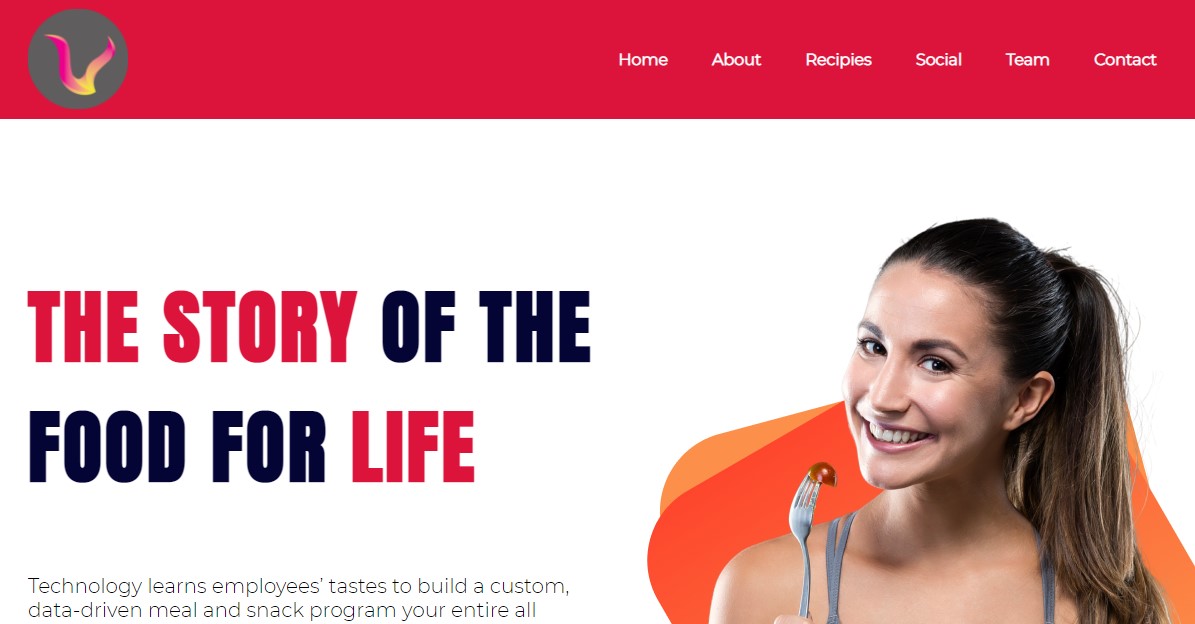 Home About Recipies Social Team Contact
THE STORY OF THE
FOOD FOR LIFE
Technology learns employees’ tastes to build a custom,
data-driven meal and snack program your entire all